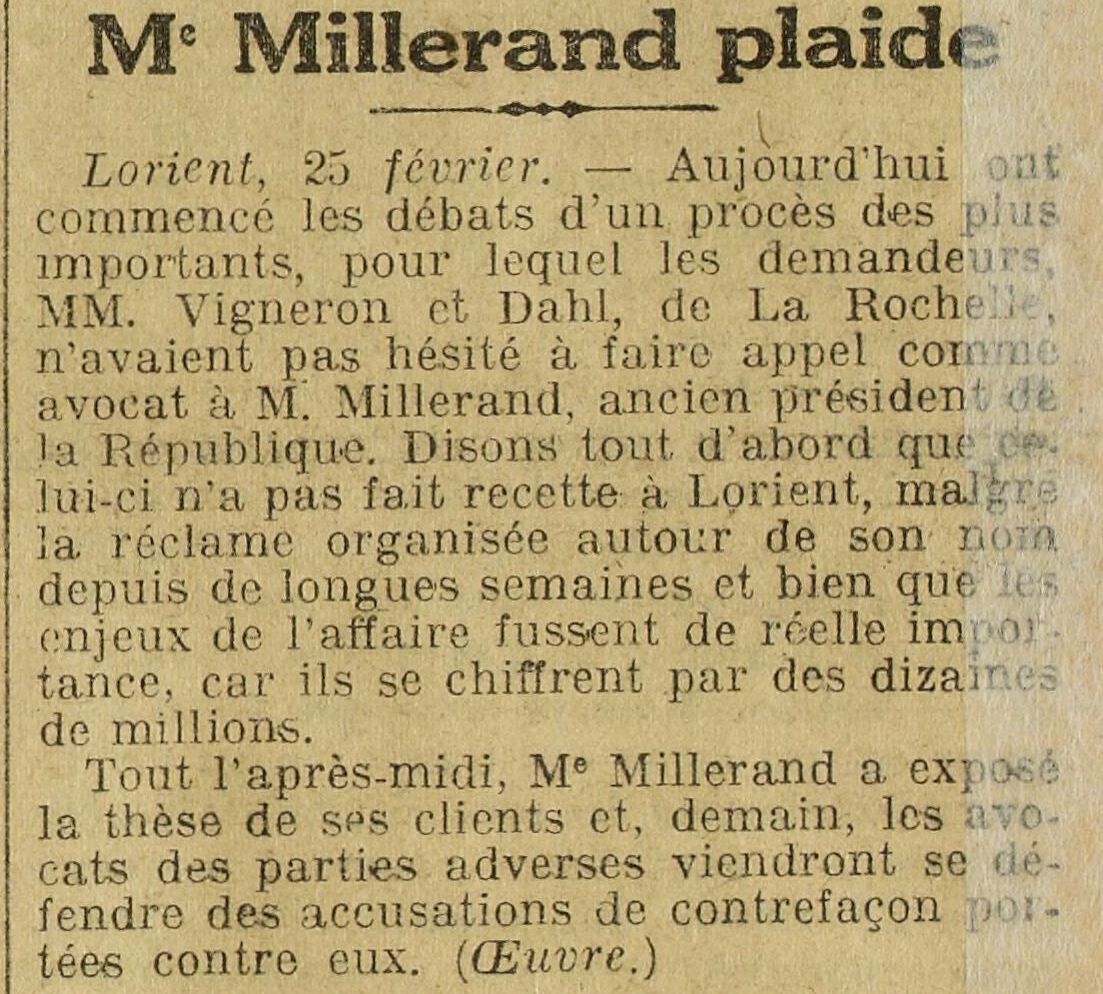 Mᵉ Millerand plaide
Lorient, 25 février. — Aujourd'hui ont
commencé les débats d'un procès des plus
importants, pour lequel les demandeurs,
MM. Vigneron et Dahl, de La Rochelle,
n'avaient pas hésité à faire appel comme
avocat à M. Millerand, ancien président de
la République. Disons tout d'abord que ce-
lui-ci n'a pas fait recette à Lorient, malgré
la réclame organisée autour de son nom
depuis de longues semaines et bien que les
enjeux de l'affaire fussent de réelle impor-
tance, car ils se chiffrent par des dizaines
de millions.
Tout l'après-midi, Mᵉ Millerand a exposé
la thèse de ses clients et, demain, les avo-
cats des parties adverses viendront se dé-
fendre des accusations de contrefaçon por-
tées contre eux. (Œuvre.)